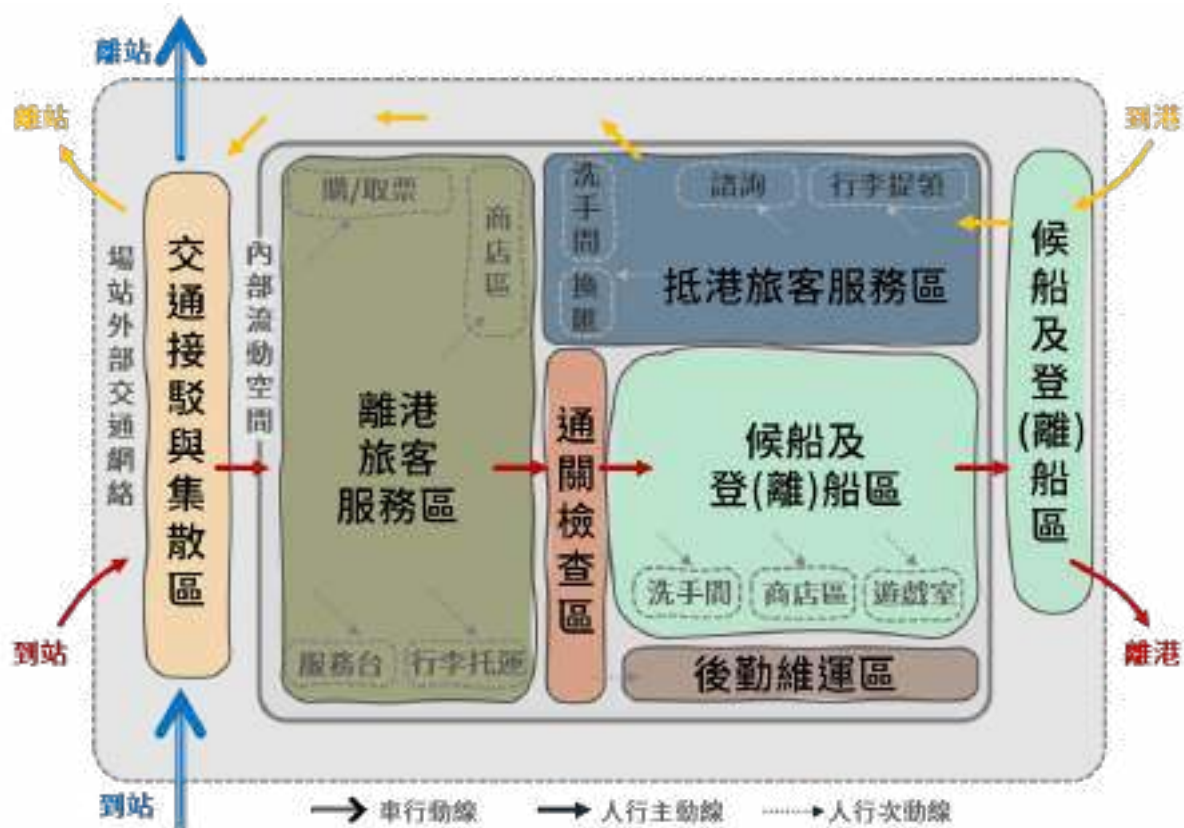 離站
離站
到港
洗手間
諮詢
行李提領
購/取票
商店區
換匯
抵港旅客服務區
場站外部交通網絡
交通接駁與集散區
內部流動空間
離港
旅客
服務區
通關檢查區
候船及
登(離)船區
候船及登(離)船區
洗手間
商店區
遊戲室
到站
服務台
行李托運
後勤維運區
離港
到站
車行動線
人行主動線
人行次動線